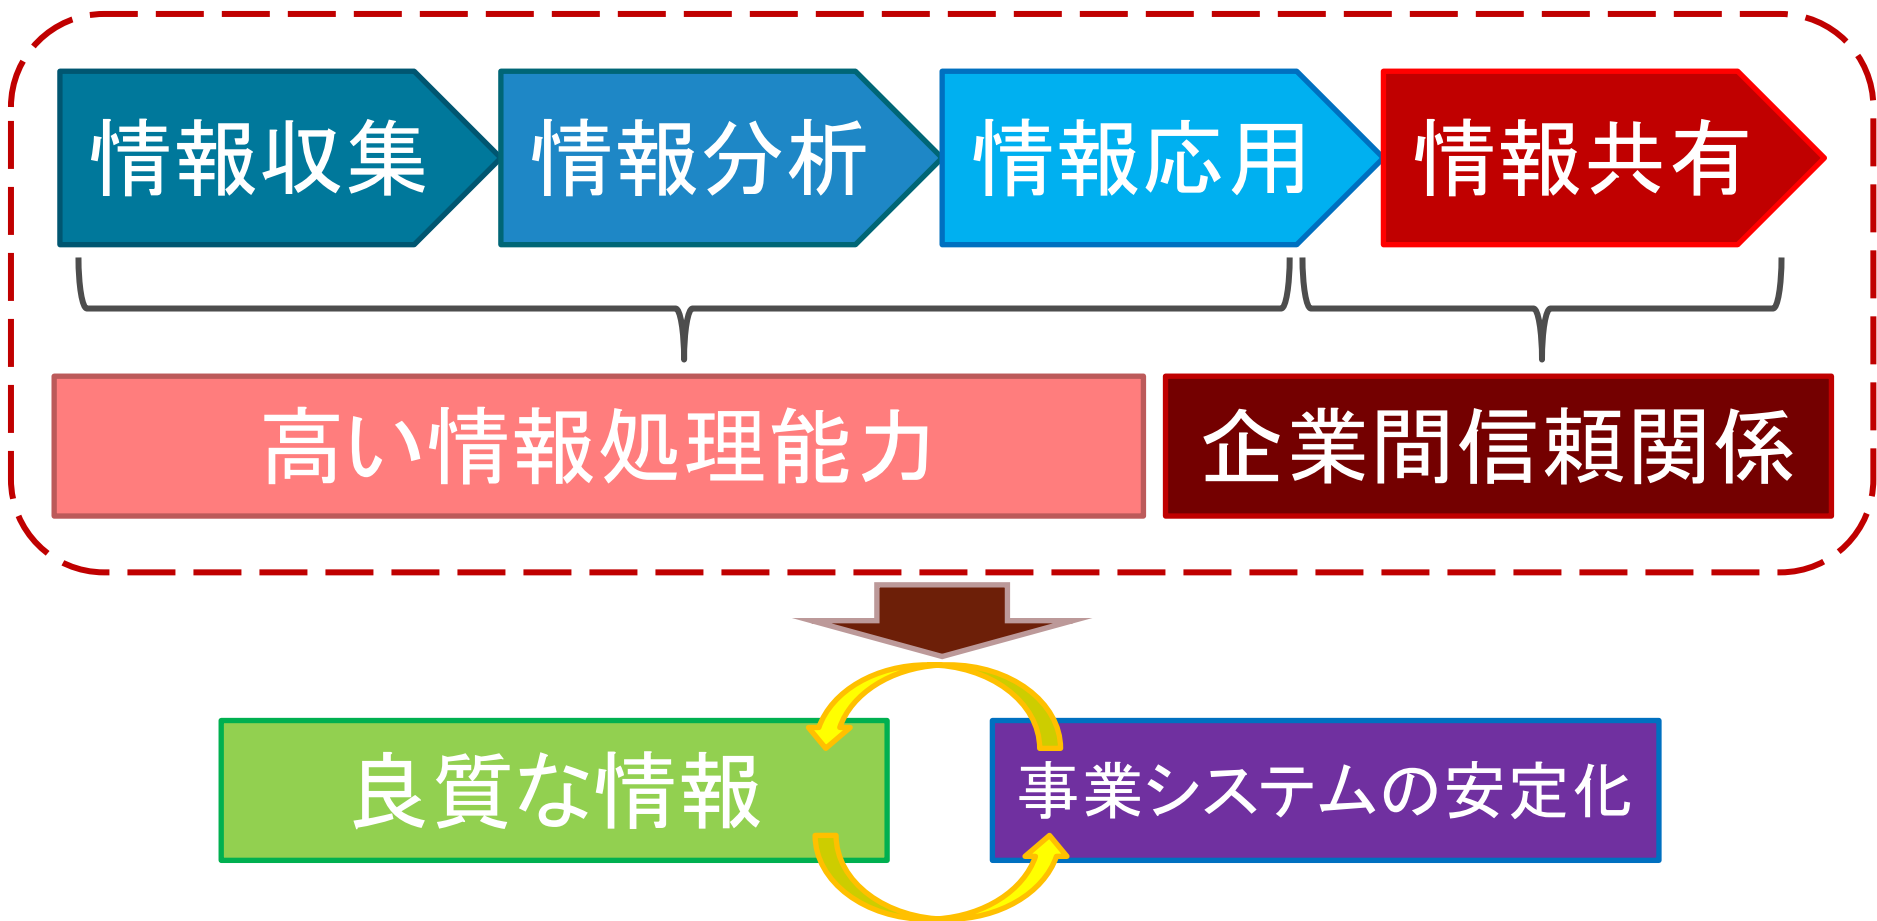 情報収集
情報分析
情報応用
情報共有
高い情報処理能力
企業間信頼関係
良質な情報
事業システムの安定化